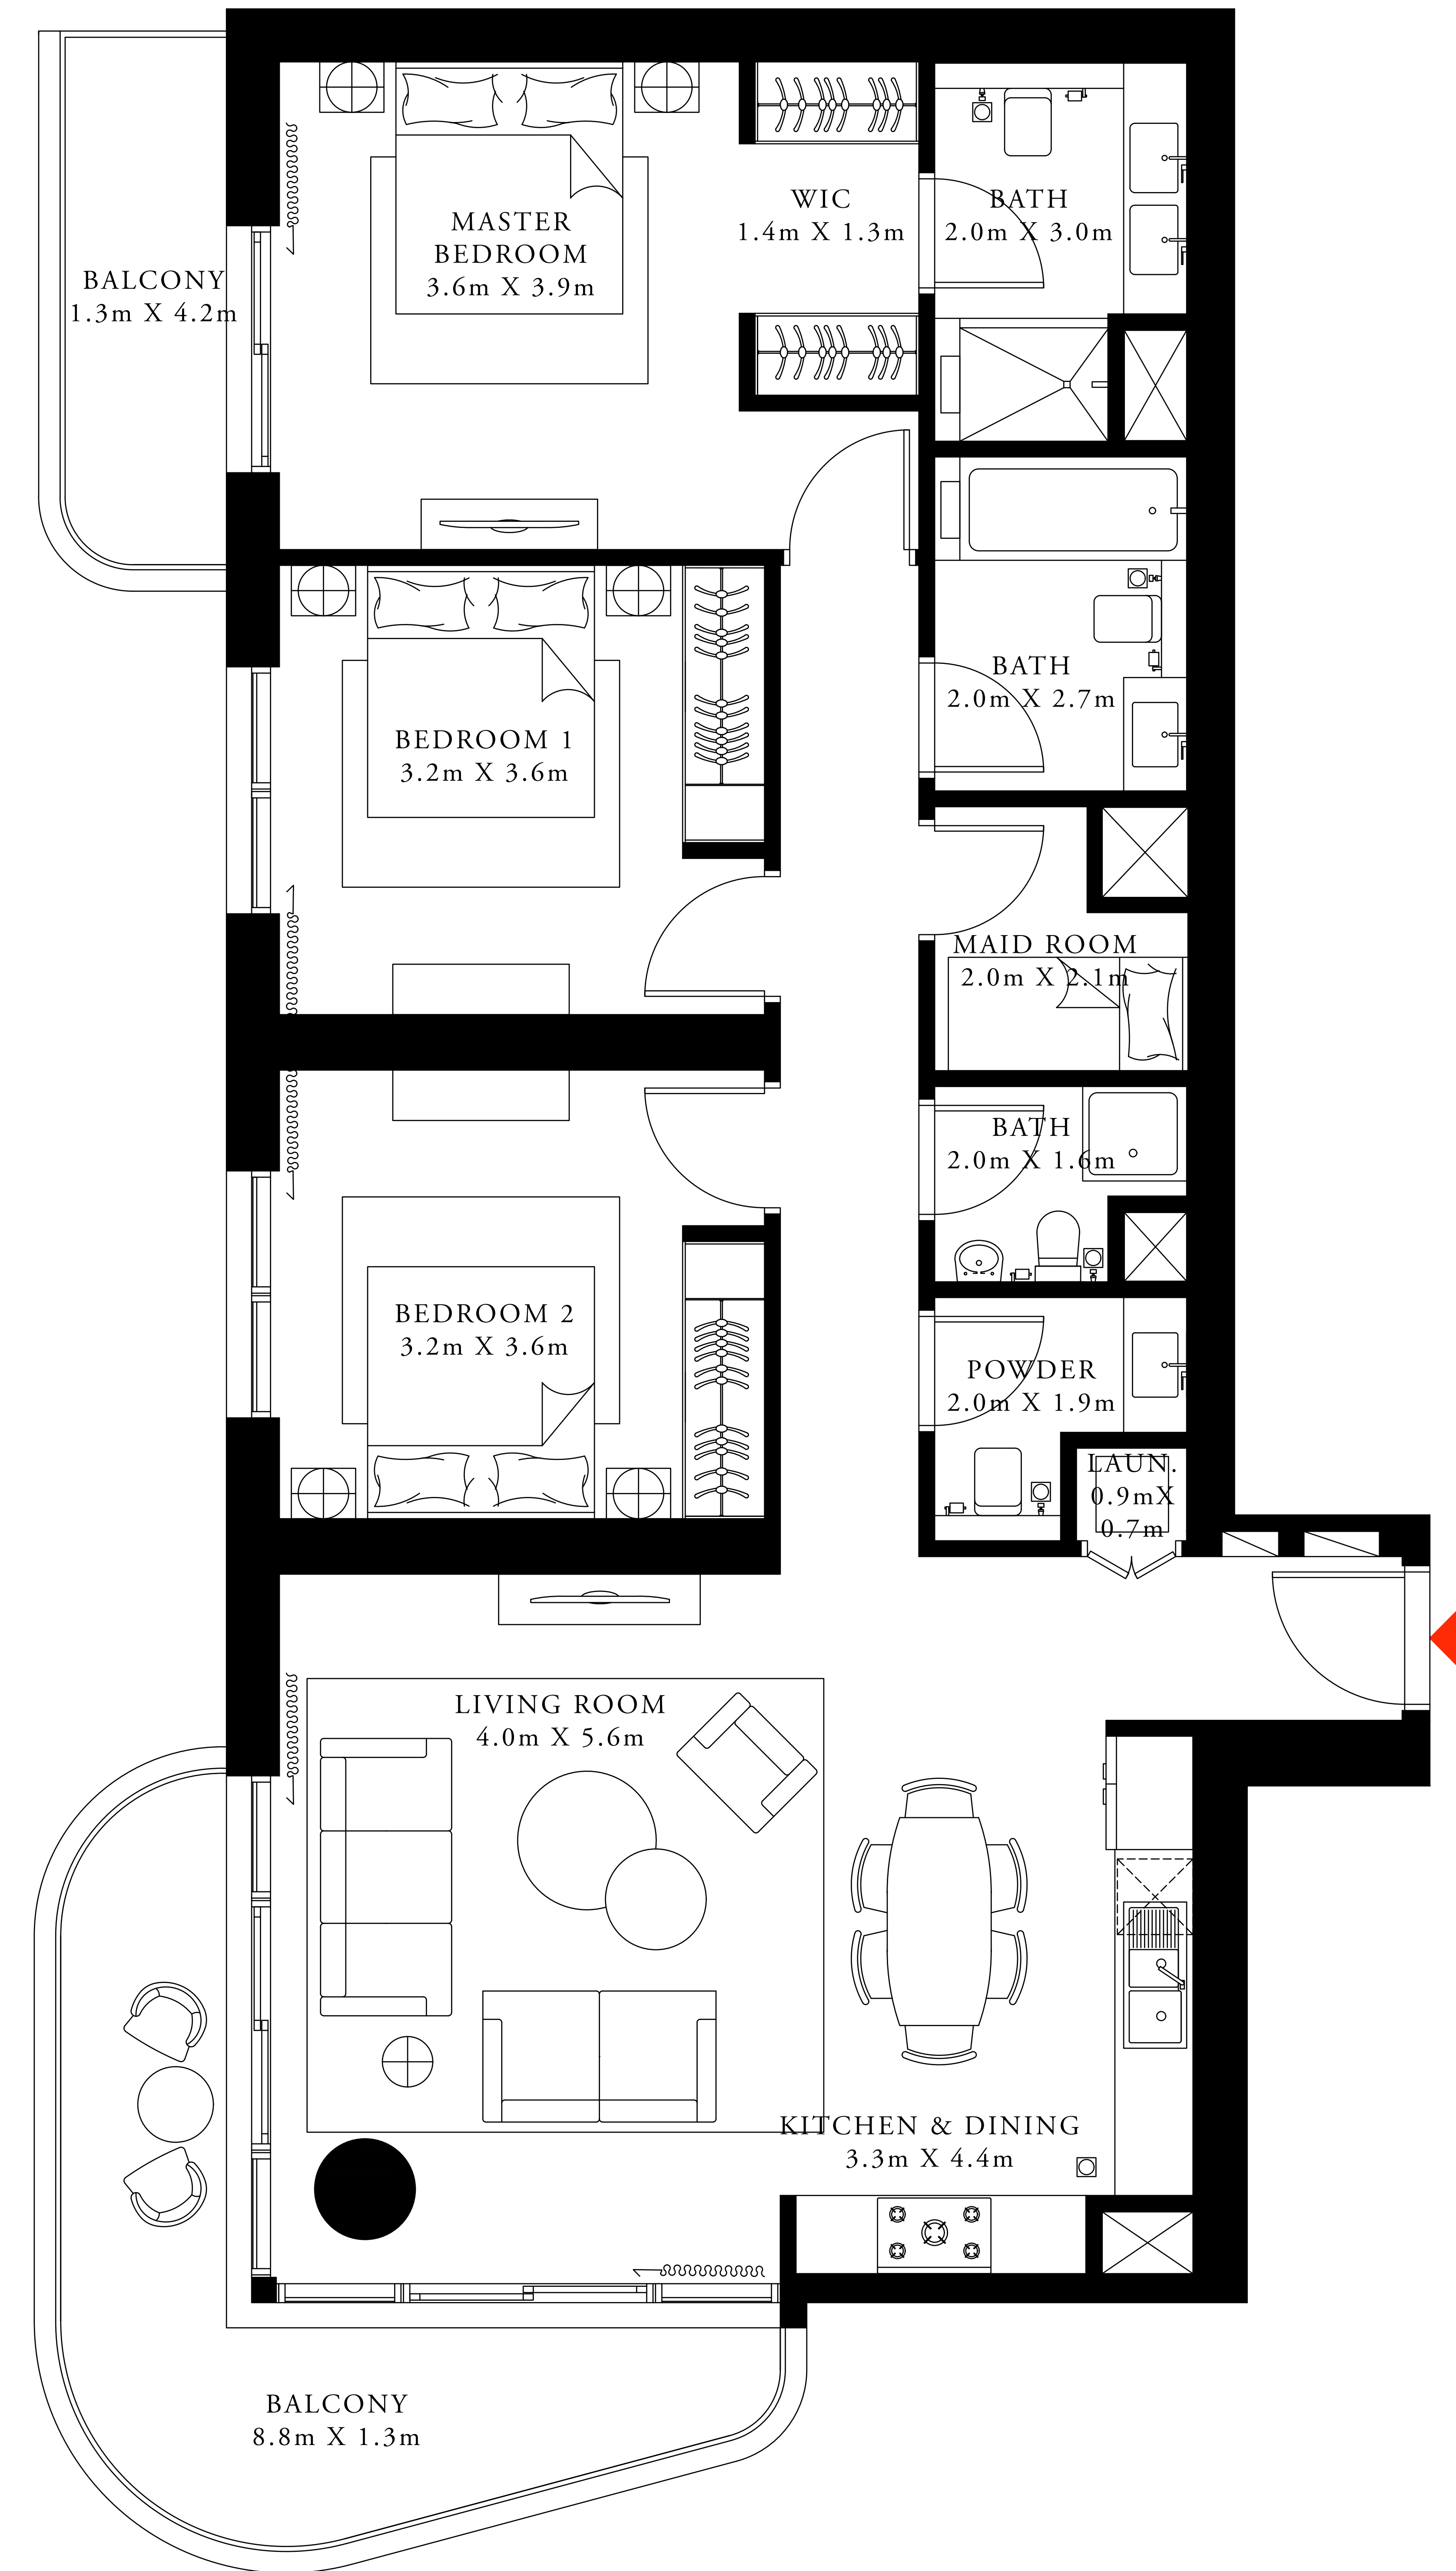 MASTER
BEDROOM
3.6m X 3.9m
WIC
1.4m X 1.3m
BATH
2.0m X 3.0m
BALCONY
1.3m X 4.2m
BATH
2.0m X 2.7m
BEDROOM 1
3.2m X 3.6m
MAID ROOM
2.0m X 2.1m
BATH
2.0m X 1.6m
BEDROOM 2
3.2m X 3.6m
POWDER
2.0m X 1.9m
LAUN.
0.9mX
0.7m
LIVING ROOM
4.0m X 5.6m
KITCHEN & DINING
3.3m X 4.4m
BALCONY
8.8m X 1.3m